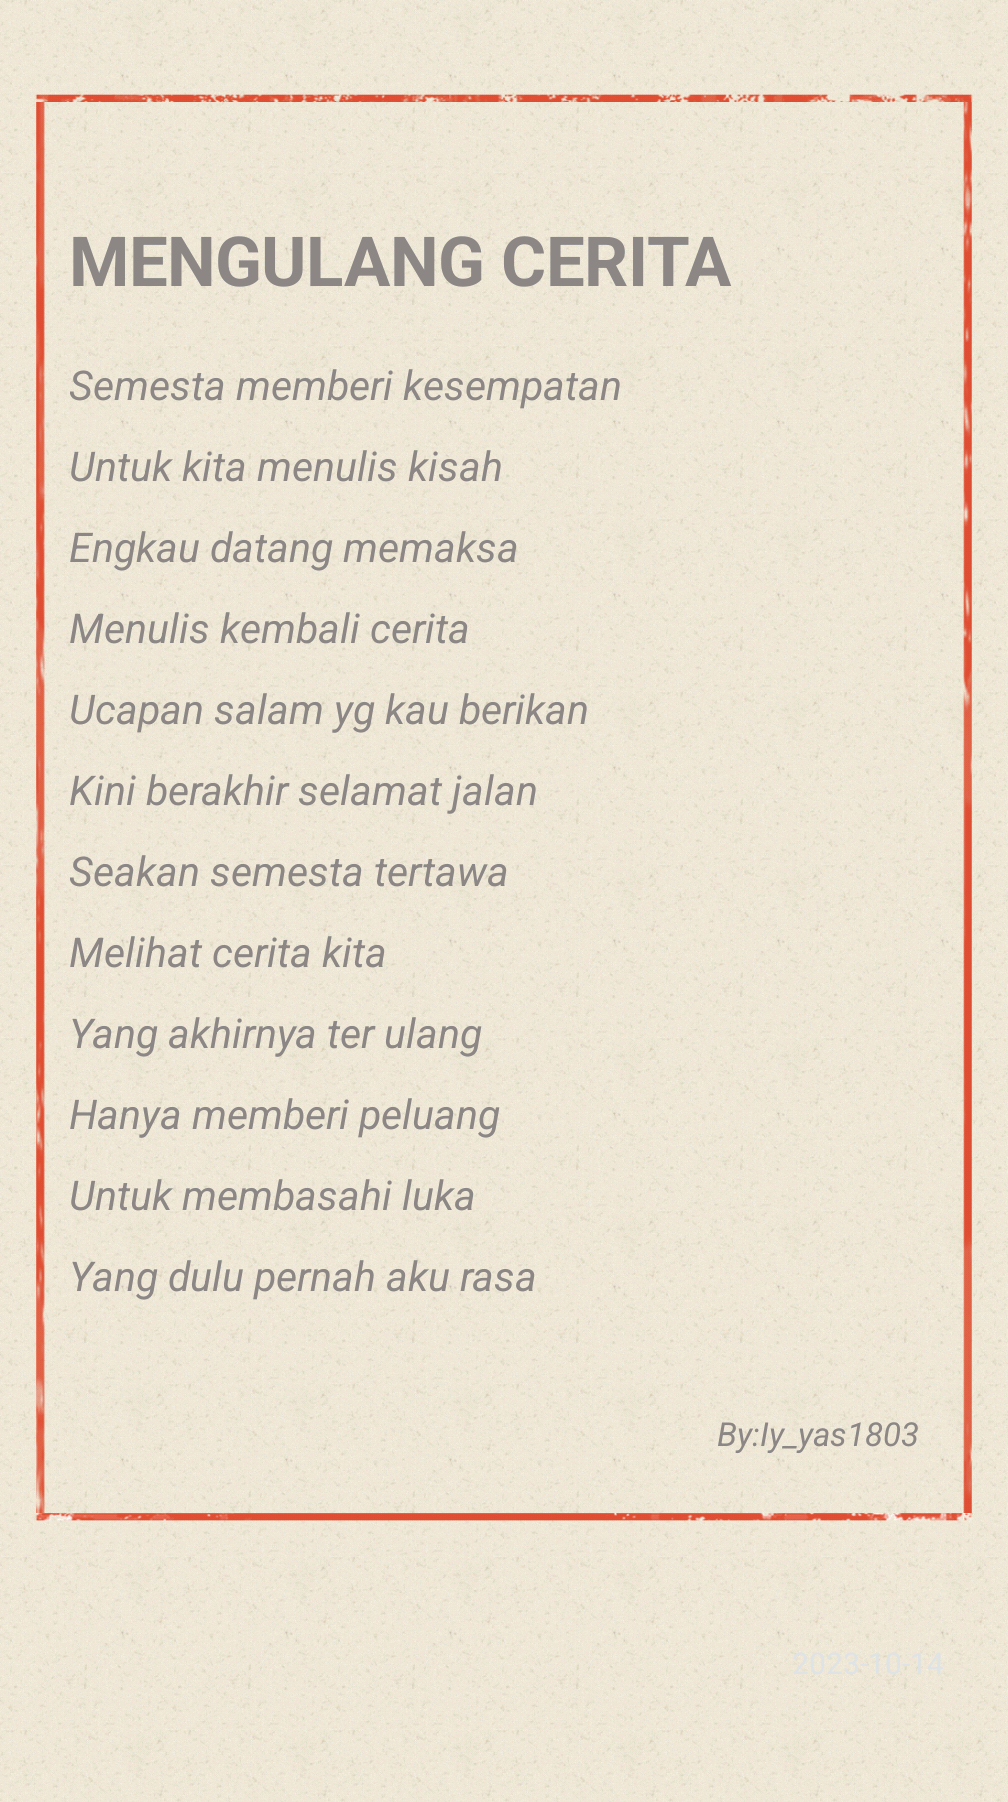 MENGULANG CERITA
Semesta memberi kesempatan
Untuk kita menulis kisah
Engkau datang memaksa
Menulis kembali cerita
Ucapan salam yg kau berikan
Kini berakhir selamat jalan
Seakan semesta tertawa
Melihat cerita kita
Yang akhirnya ter ulang
Hanya memberi peluang
Untuk membasahi luka
Yang dulu pernah aku rasa
By:ly_yas1803
2023-10-14